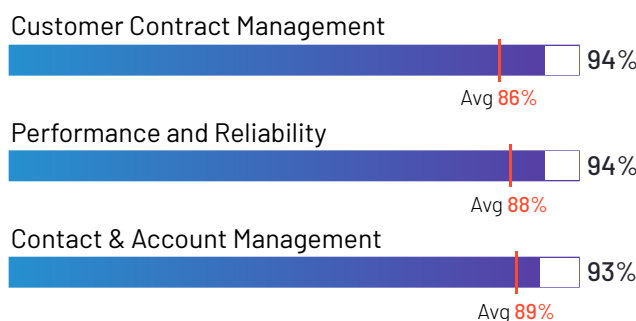 Customer Contract Management
94%
Avg 86%
Performance and Reliability
94%
Avg 88%
Contact & Account Management
93%
Avg 89%